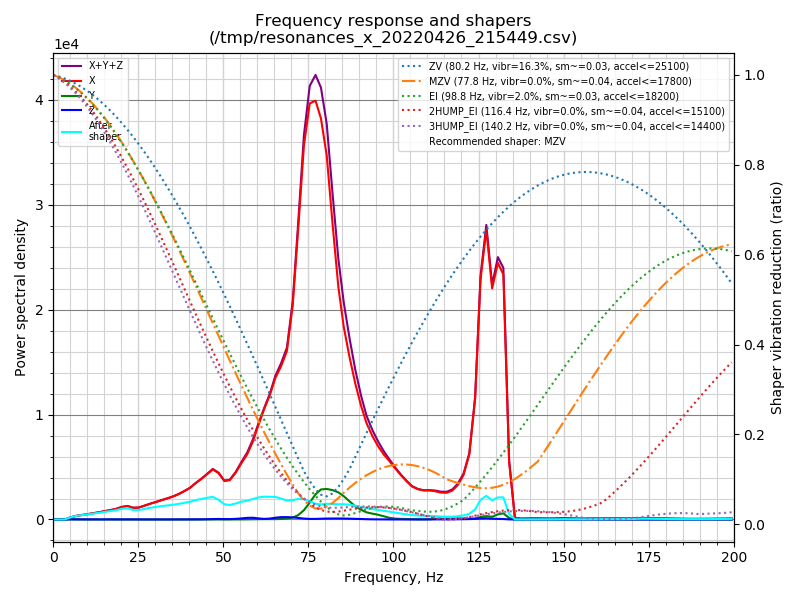 Frequency response and shapers
(/tmp/resonances_x_20220426_215449.csv)
1e4
X+Y+Z
X
Y
Z
After
shaper
ZV (80.2 Hz, vibr=16.3%, sm~=0.03, accel<=25100)
MZV (77.8 Hz, vibr=0.0%, sm~=0.04, accel<=17800)
EI (98.8 Hz, vibr=2.0%, sm~=0.03, accel<=18200)
2HUMP_EI (116.4 Hz, vibr=0.0%, sm~=0.04, accel<=15100)
3HUMP_EI (140.2 Hz, vibr=0.0%, sm~=0.04, accel<=14400)
Recommended shaper: MZV
Power spectral density
4
3
2
1
0
1.0
0.8
0.6
0.4
0.2
0.0
Shaper vibration reduction (ratio)
0 25 50 75 100 125 150 175 200
Frequency, Hz